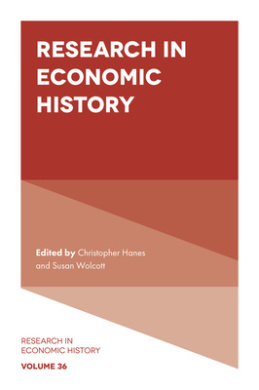 RESEARCH IN
ECONOMIC
HISTORY
Edited by Christopher Hanes
and Susan Wolcott
RESEARCH IN
ECONOMIC HISTORY
VOLUME 36